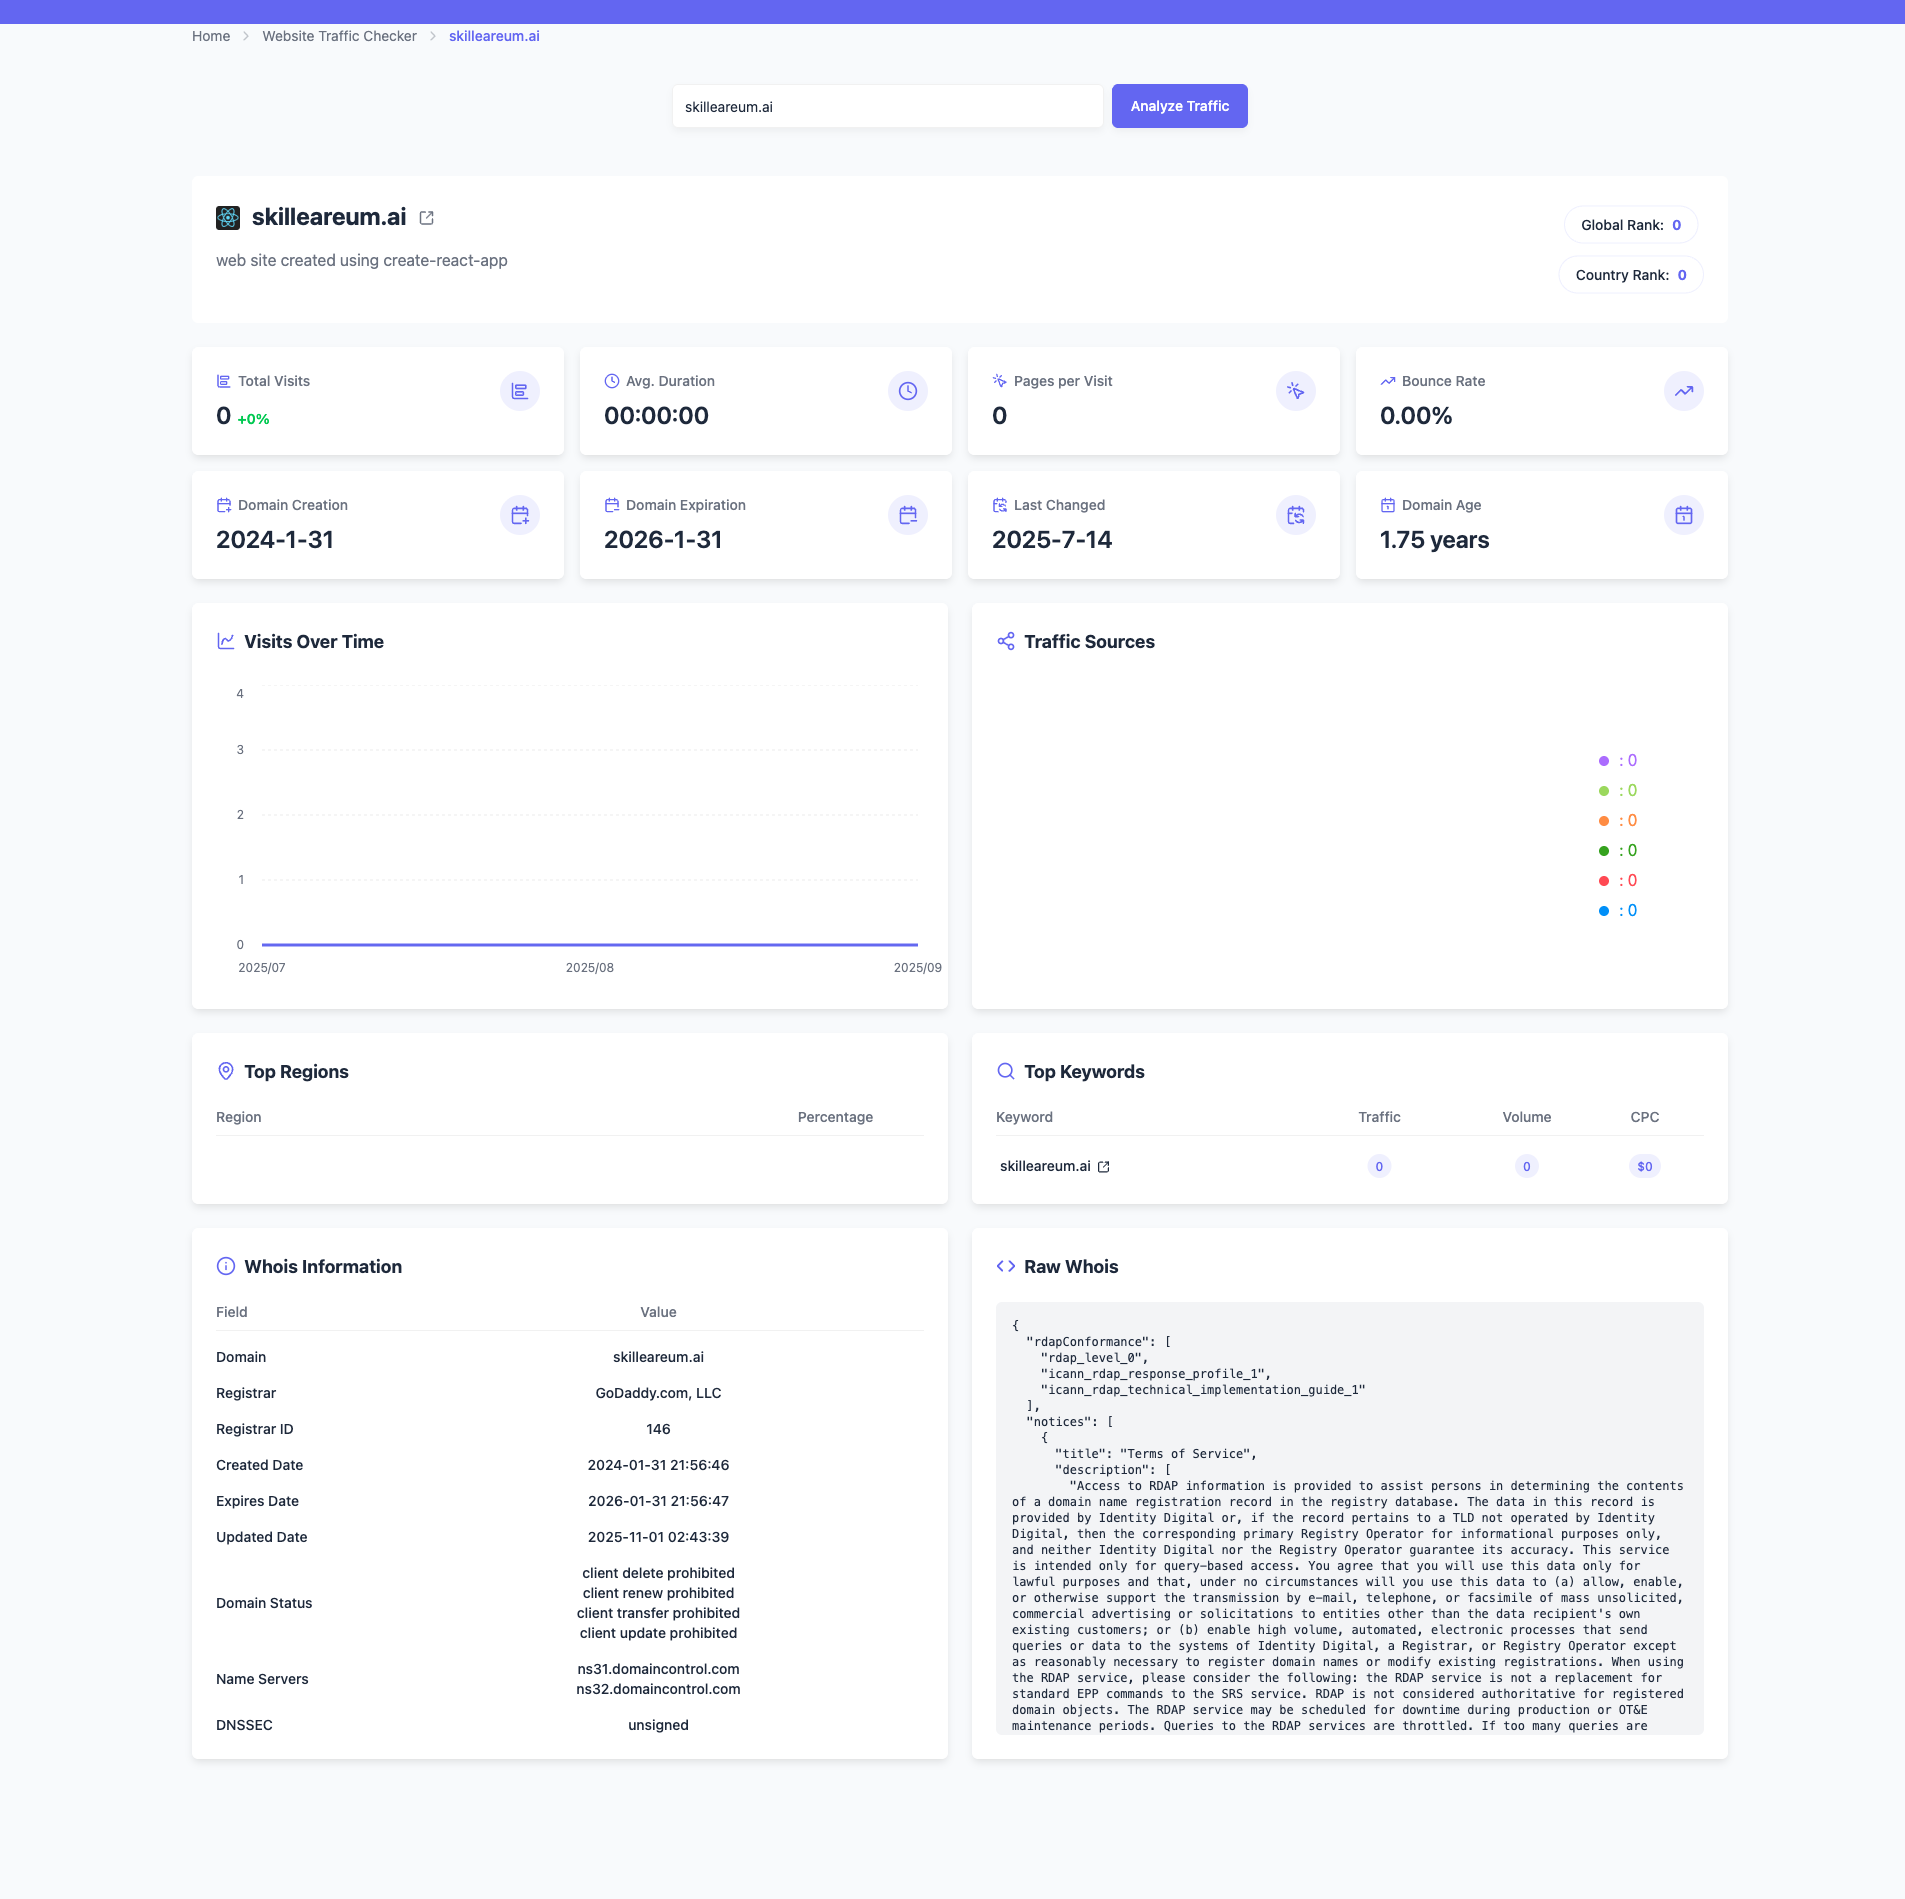 Home
Website Traffic Checker
skilleareum.ai
skilleareum.ai
Analyze Traffic
skilleareum.ai
web site created using create-react-app
Global Rank: 0
Country Rank: 0
Total Visits
0 +0%
Avg. Duration
00:00:00
Pages per Visit
0
Bounce Rate
0.00%
Domain Creation
2024-1-31
Domain Expiration
2026-1-31
Last Changed
2025-7-14
Domain Age
1.75 years
Visits Over Time
4
3
2
1
0
2025/07 2025/08 2025/09
Traffic Sources
: 0
: 0
: 0
: 0
: 0
: 0
Top Regions
Region Percentage
Top Keywords
Keyword Traffic Volume CPC
skilleareum.ai 0 0 $0
Whois Information
Field Value
Domain skilleareum.ai
Registrar GoDaddy.com, LLC
Registrar ID 146
Created Date 2024-01-31 21:56:46
Expires Date 2026-01-31 21:56:47
Updated Date 2025-11-01 02:43:39
Domain Status
client delete prohibited
client renew prohibited
client transfer prohibited
client update prohibited
Name Servers
ns31.domaincontrol.com
ns32.domaincontrol.com
DNSSEC unsigned
Raw Whois
{
"rdapConformance": [
"rdap_level_0",
"icann_rdap_response_profile_1",
"icann_rdap_technical_implementation_guide_1"
],
"notices": [
{
"title": "Terms of Service",
"description": [
"Access to RDAP information is provided to assist persons in determining the contents
of a domain name registration record in the registry database. The data in this record is
provided by Identity Digital or, if the record pertains to a TLD not operated by Identity
Digital, then the corresponding primary Registry Operator for informational purposes only,
and neither Identity Digital nor the Registry Operator guarantee its accuracy. This service
is intended only for query-based access. You agree that you will use this data only for
lawful purposes and that, under no circumstances will you use this data to (a) allow, enable,
or otherwise support the transmission by e-mail, telephone, or facsimile of mass unsolicited,
commercial advertising or solicitations to entities other than the data recipient's own
existing customers; or (b) enable high volume, automated, electronic processes that send
queries or data to the systems of Identity Digital, a Registrar, or Registry Operator except
as reasonably necessary to register domain names or modify existing registrations. When using
the RDAP service, please consider the following: the RDAP service is not a replacement for
standard EPP commands to the SRS service. RDAP is not considered authoritative for registered
domain objects. The RDAP service may be scheduled for downtime during production or OT&E
maintenance periods. Queries to the RDAP services are throttled. If too many queries are